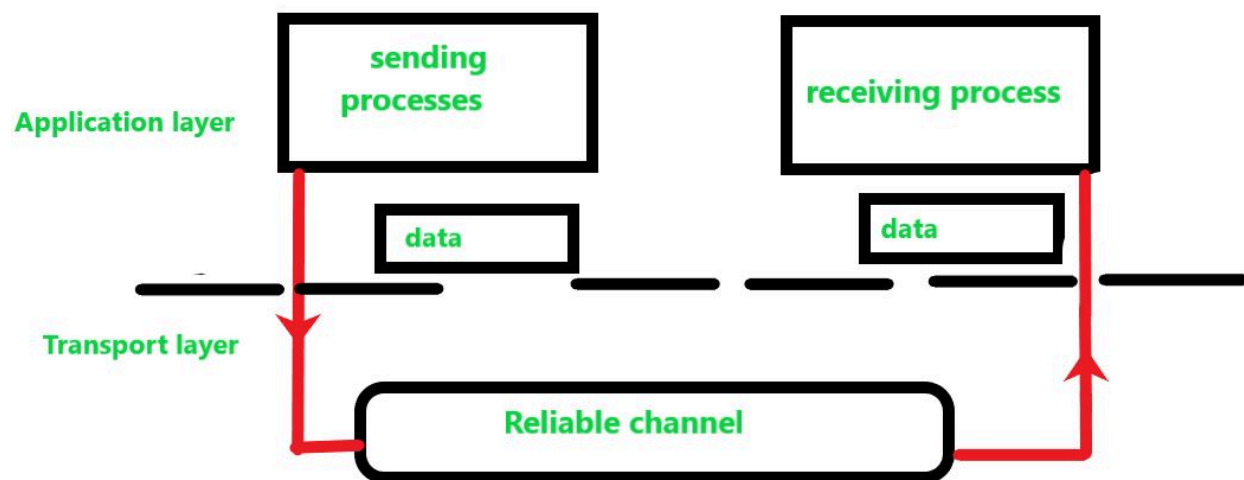 sending
processes
receiving process
Application layer
data
data
Transport layer
Reliable channel